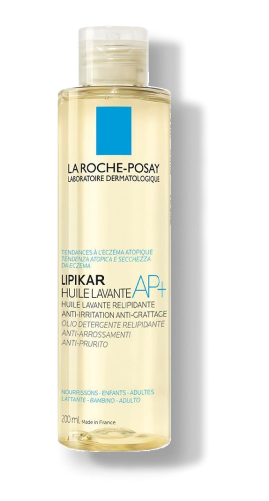 LA ROCHE-POSAY
LABORATOIRE DERMATOLOGIQUE
TENDANCES À L'ECZÉMA ATOPIQUE
TENDENZA ATOPICA E SECCHEZZA
DA ECZEMA
LIPIKAR
HUILE LAVANTE AP+
HUILE LAVANTE RELIPIDANTE
ANTI-IRRITATION ANTI-GRATTAGE
OLIO DETERGENTE RELIPIDANTE
ANTI-ARROSSAMENTI
ANTI-PRURITO
NOURRISSONS - ENFANTS - ADULTES
LATTANTE - BAMBINO - ADULTO
200 mL Made in France